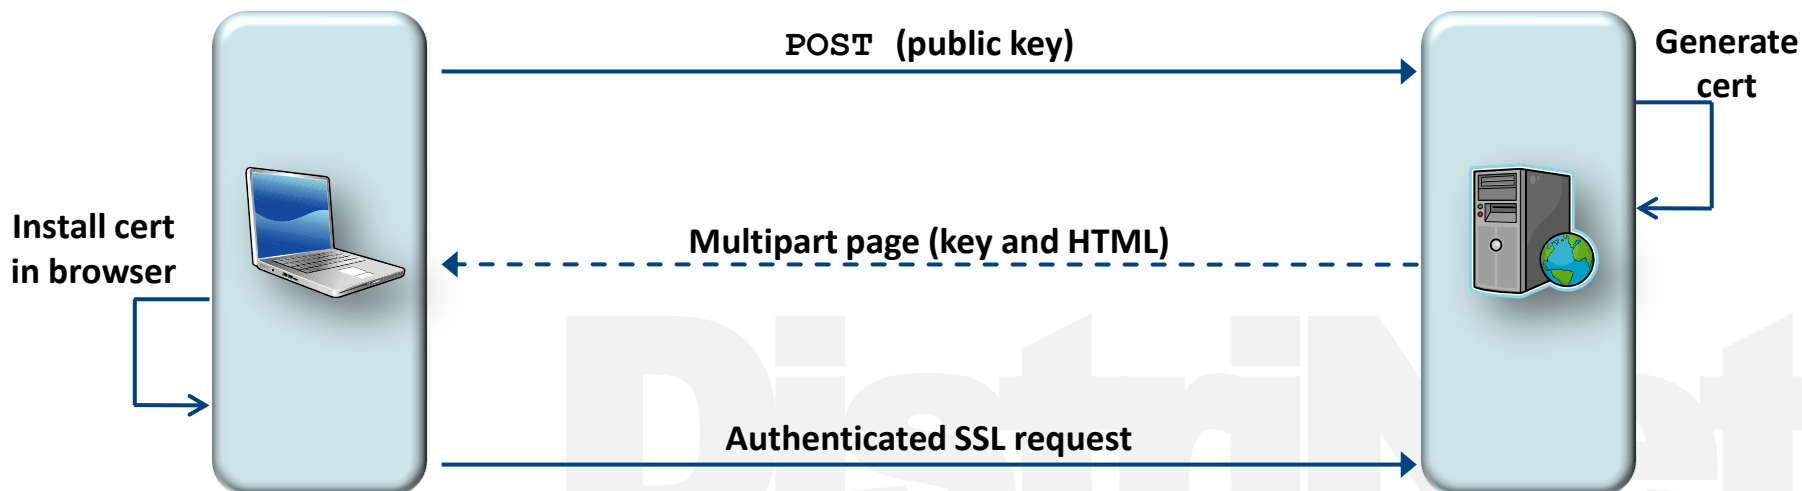 POST (public key)
Generate
cert
Install cert
in browser
Multipart page (key and HTML)
Authenticated SSL request
DistriNet